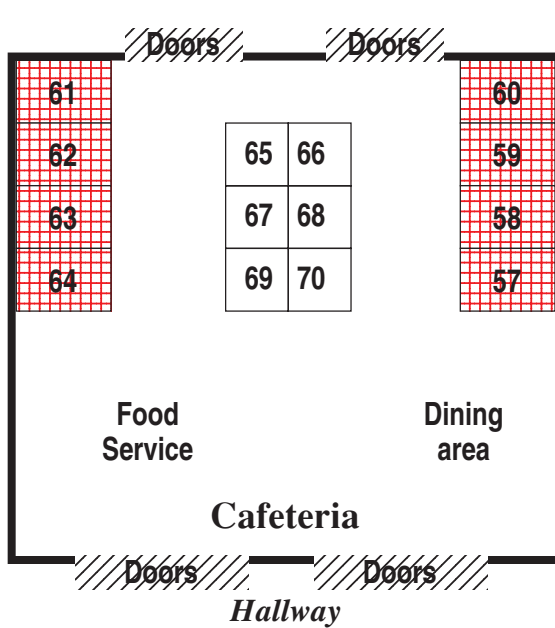 Doors Doors
61 60
62 65 66 59
63 67 68 58
64 69 70 57
Food Dining
Service area
Cafeteria
Doors Doors
Hallway